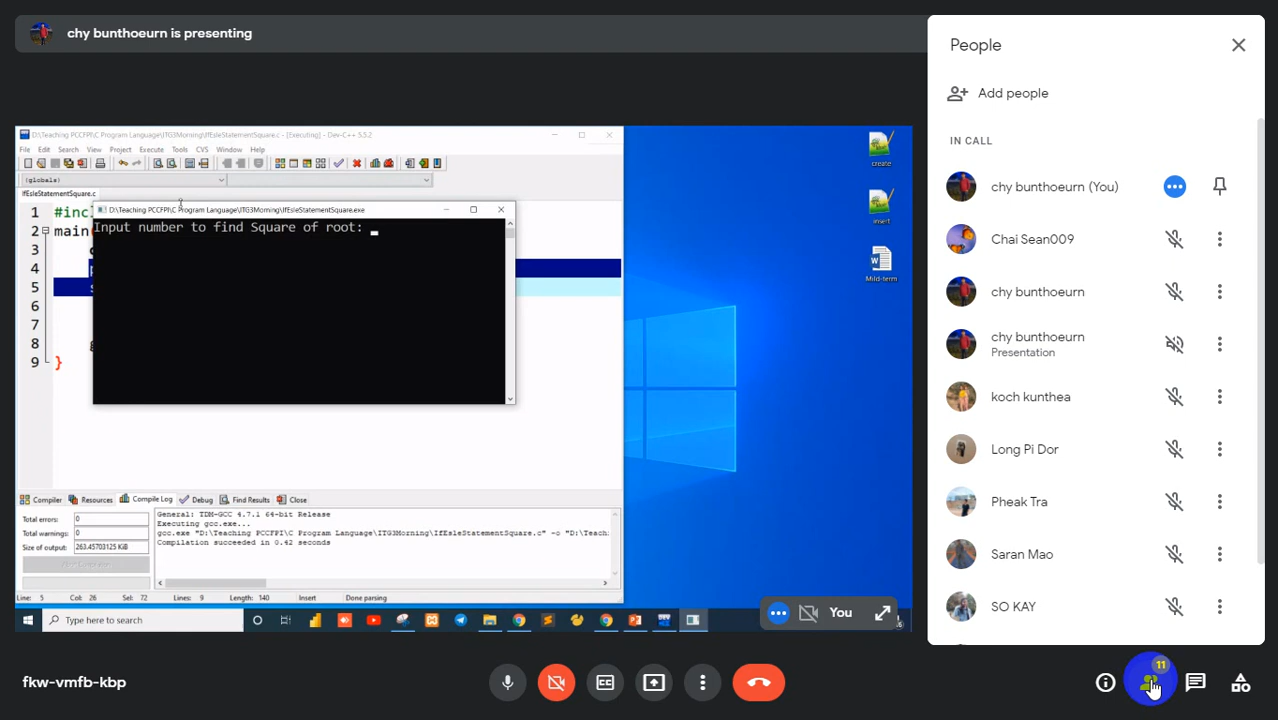 chy bunthoeurn is presenting
D:\Teaching PCCFPI\C Program Language\ITG3Morning\IfEsleStatementSquare.c - [Executing] - Dev-C++ 5.5.2
File Edit Search View Project Execute Tools CVS Window Help
(globals)
IfEsleStatementSquare.c
1 #incl
2 main(
3
4
5
6
7
8
9 }
D:\Teaching PCCFPI\C Program Language\ITG3Morning\IfEsleStatementSquare.exe
Input number to find Square of root:
create
insert
Mild-term
Compiler Resources Compile Log Debug Find Results Close
Total errors: 0
Total warnings: 0
Size of output: 263.45703125 KiB
General: TDM-GCC 4.7.1 64-bit Release
Executing gcc.exe...
gcc.exe "D:\Teaching PCCFPI\C Program Language\ITG3Morning\IfEsleStatementSquare.c" -o "D:\Teach
Compilation succeeded in 0.42 seconds
Line: 5 Col: 26 Sel: 72 Lines: 9 Length: 140 Insert Done parsing
Type here to search
You
People
Add people
IN CALL
chy bunthoeurn (You)
Chai Sean009
chy bunthoeurn
chy bunthoeurn
Presentation
koch kunthea
Long Pi Dor
Pheak Tra
Saran Mao
SO KAY
fkw-vmfb-kbp
11